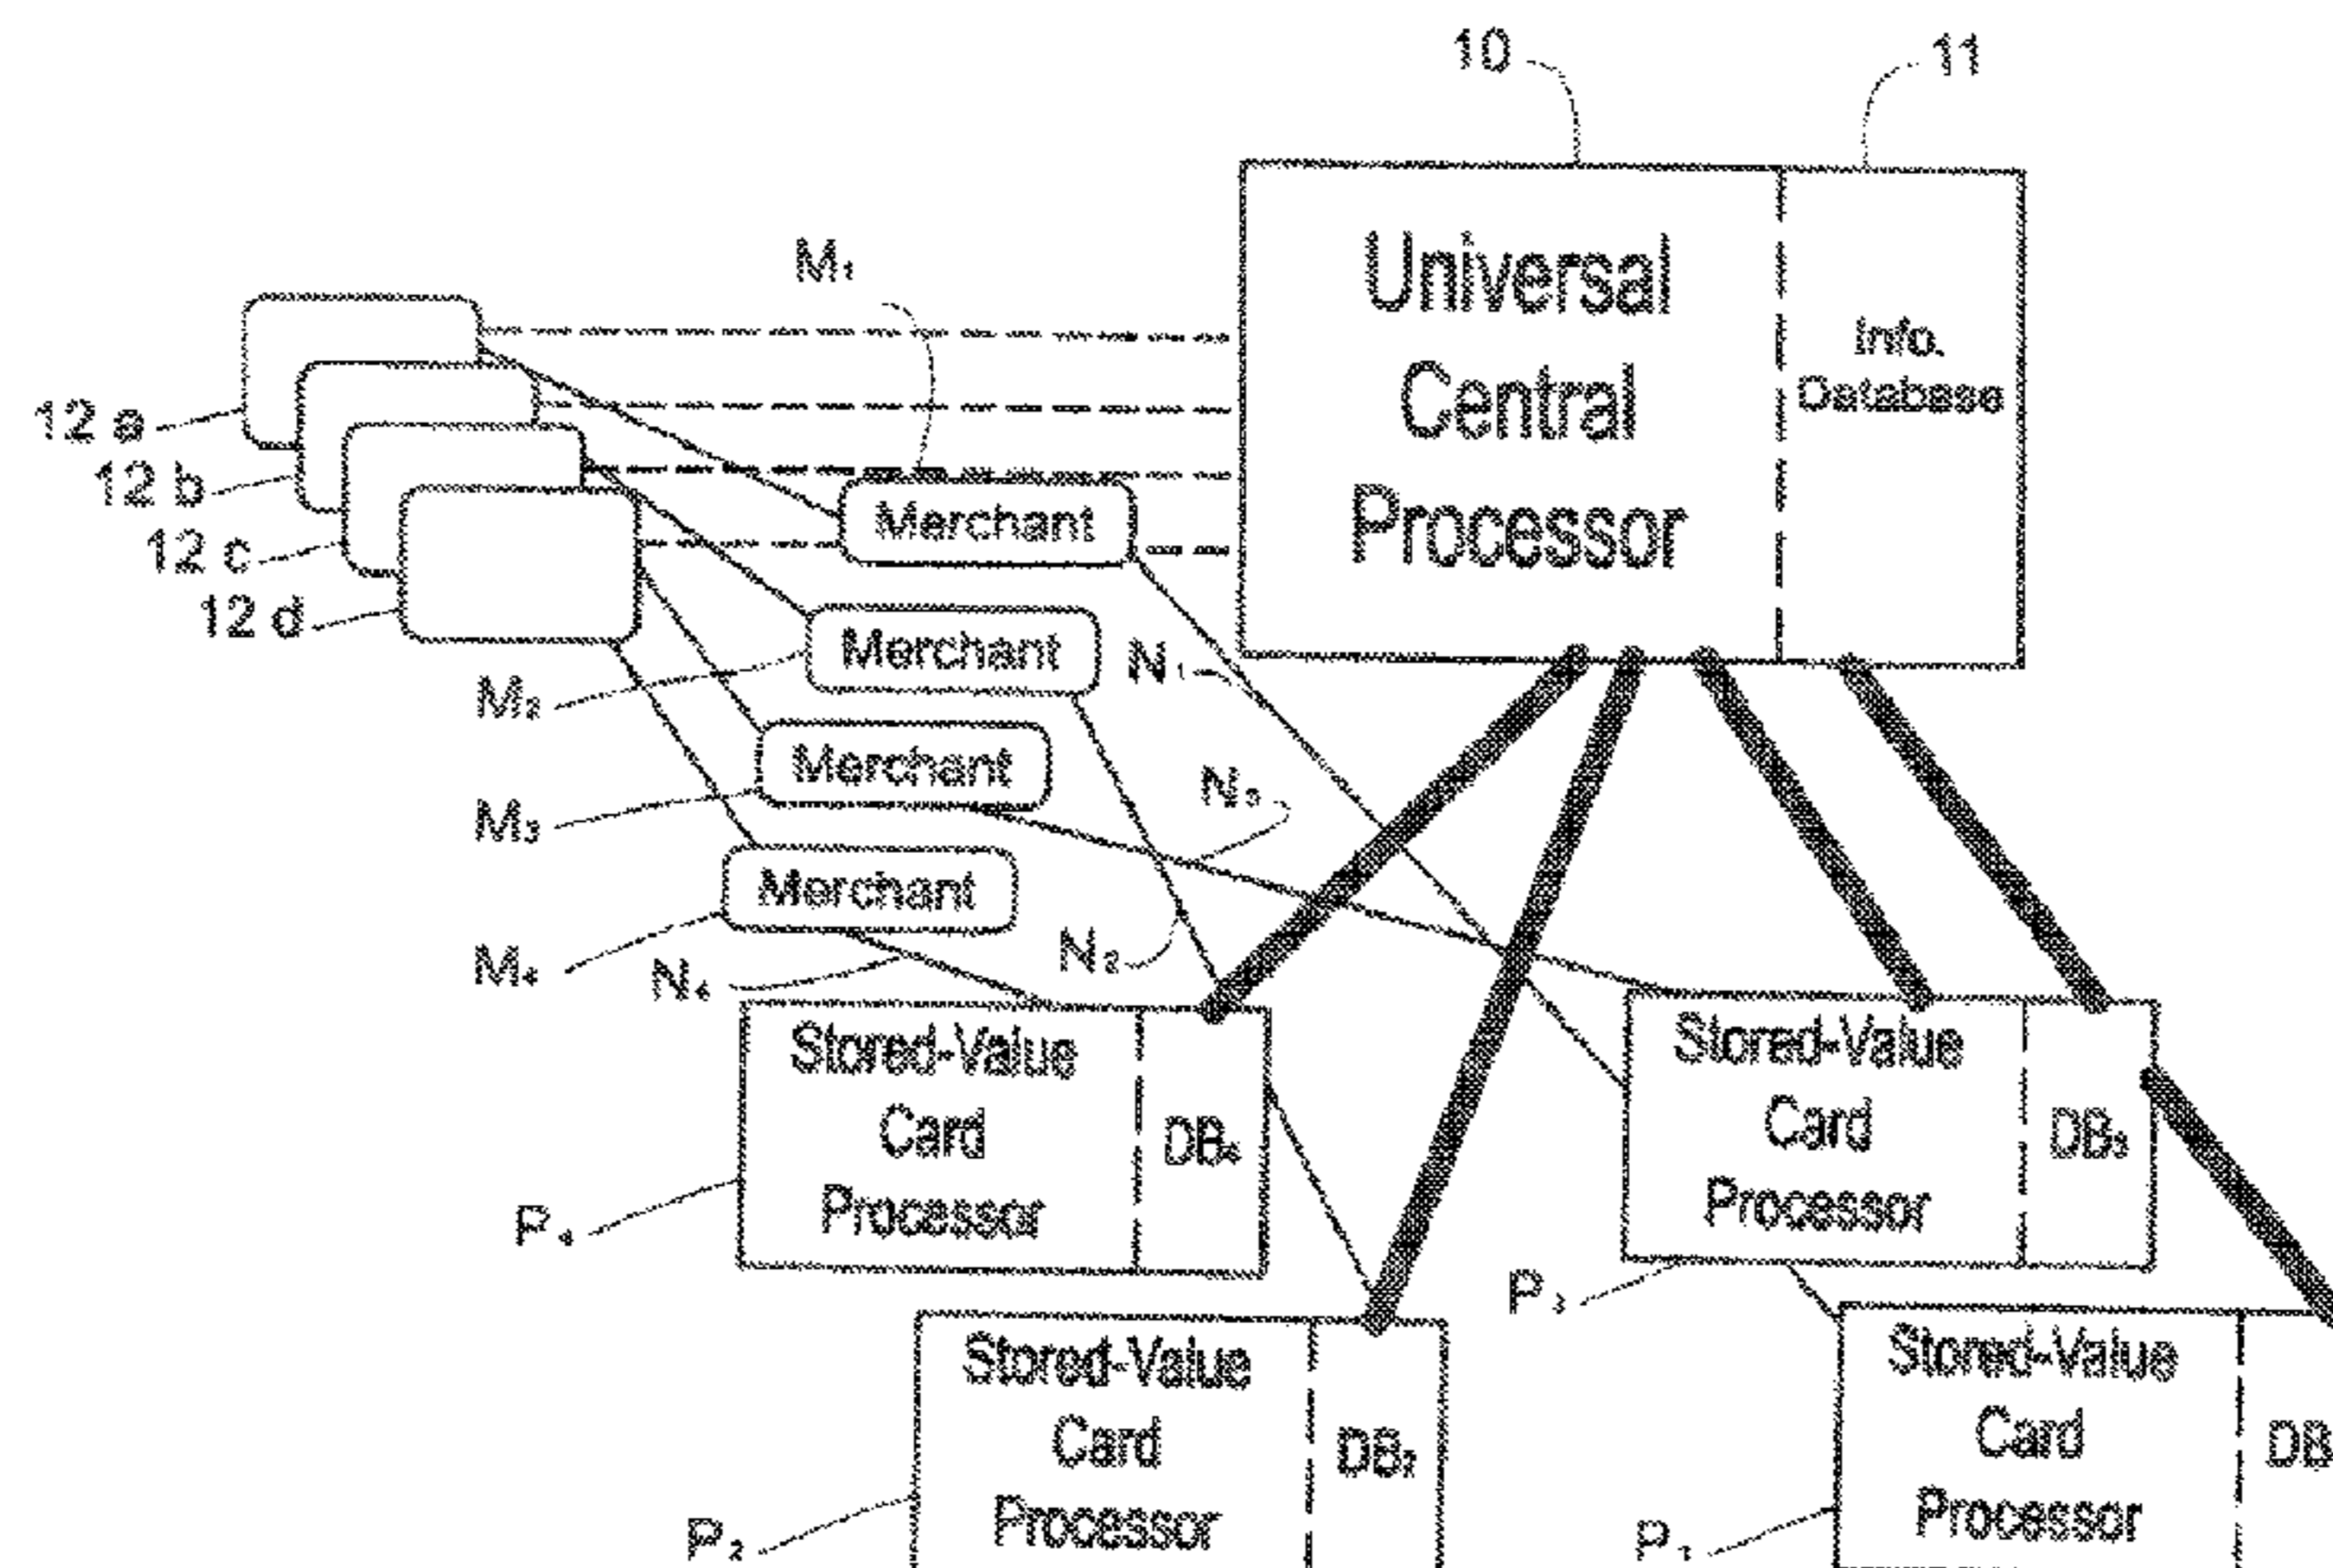 10
11
M₁
Universal
Central
Processor
Info.
Database
12 a
12 b
12 c
12 d
Merchant
Merchant
M₂
N₁
Merchant
M₃
N₃
Merchant
M₄
N₄
N₂
Stored-Value
Card
Processor
DB₄
P₄
Stored-Value
Card
Processor
DB₃
P₃
Stored-Value
Card
Processor
DB₂
P₂
Stored-Value
Card
Processor
DB
P₁